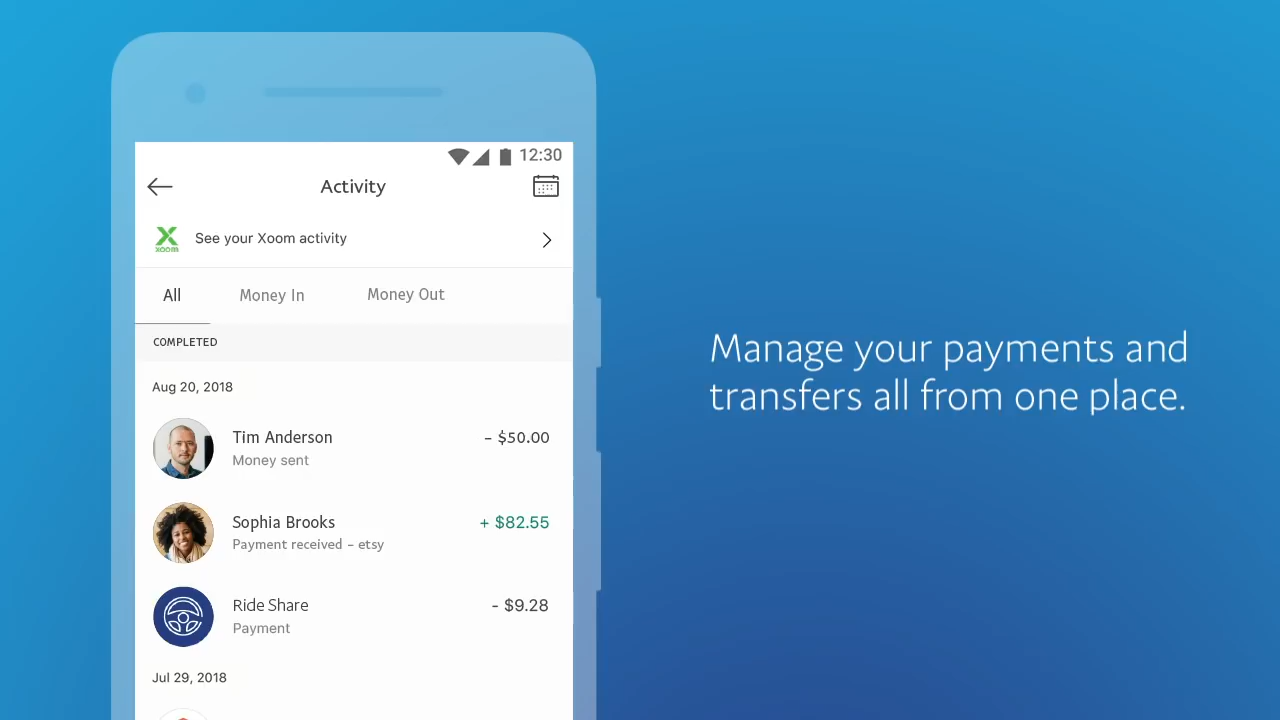 12:30
Activity
xoom
See your Xoom activity
All
Money In
Money Out
COMPLETED
Aug 20, 2018
Tim Anderson
- $50.00
Money sent
Sophia Brooks
+ $82.55
Payment received – etsy
Ride Share
- $9.28
Payment
Jul 29, 2018
Manage your payments and
transfers all from one place.